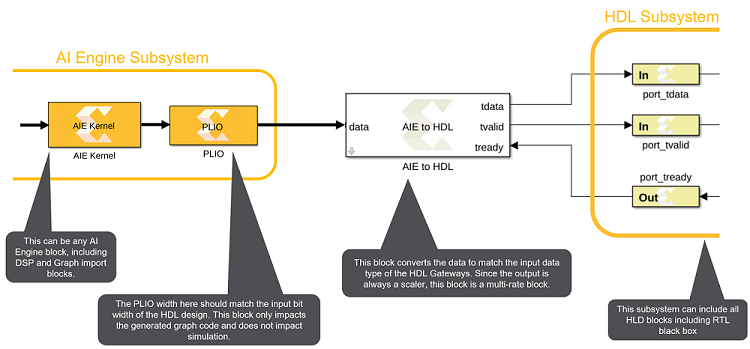 HDL Subsystem
AI Engine Subsystem
In
port_tdata
AIE Kernel
AIE Kernel
PLIO
PLIO
data
AIE to HDL
tdata
tvalid
tready
AIE to HDL
In
port_tvalid
port_tready
Out
This can be any AI
Engine block, including
DSP and Graph import
blocks.
The PLIO width here should match the input bit
width of the HDL design. This block only impacts
the generated graph code and does not impact
simulation.
This block converts the data to match the input data
type of the HDL Gateways. Since the output is
always a scaler, this block is a multi-rate block.
This subsystem can include all
HLD blocks including RTL
black box